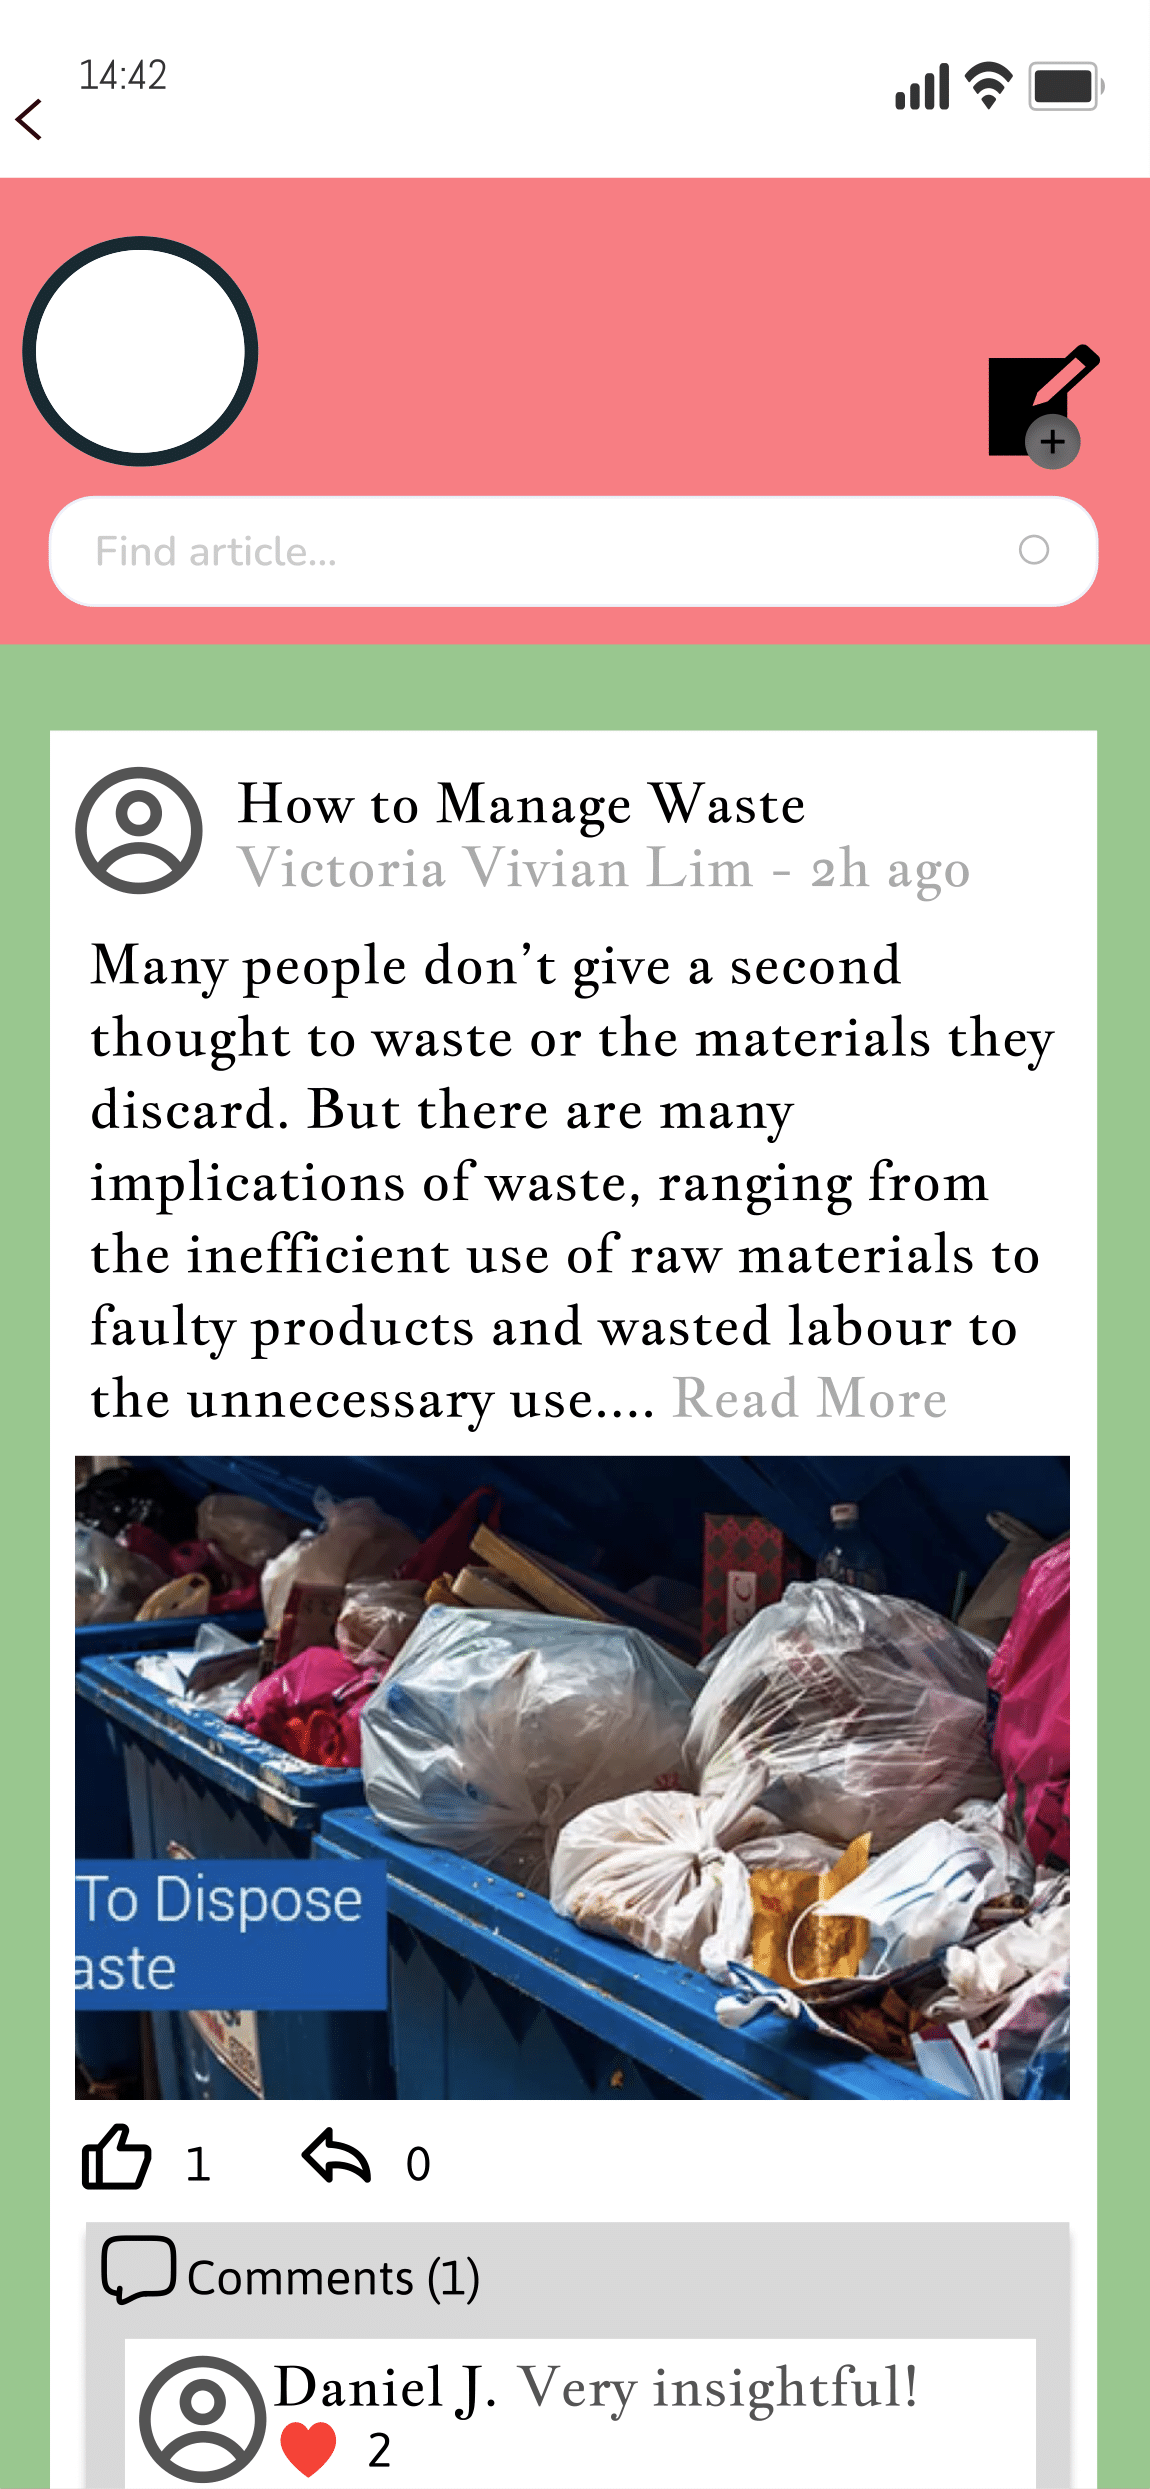 14:42
Find article...
How to Manage Waste
Victoria Vivian Lim - 2h ago
Many people don’t give a second
thought to waste or the materials they
discard. But there are many
implications of waste, ranging from
the inefficient use of raw materials to
faulty products and wasted labour to
the unnecessary use.... Read More
To Dispose
aste
1 0
Comments (1)
Daniel J. Very insightful!
2